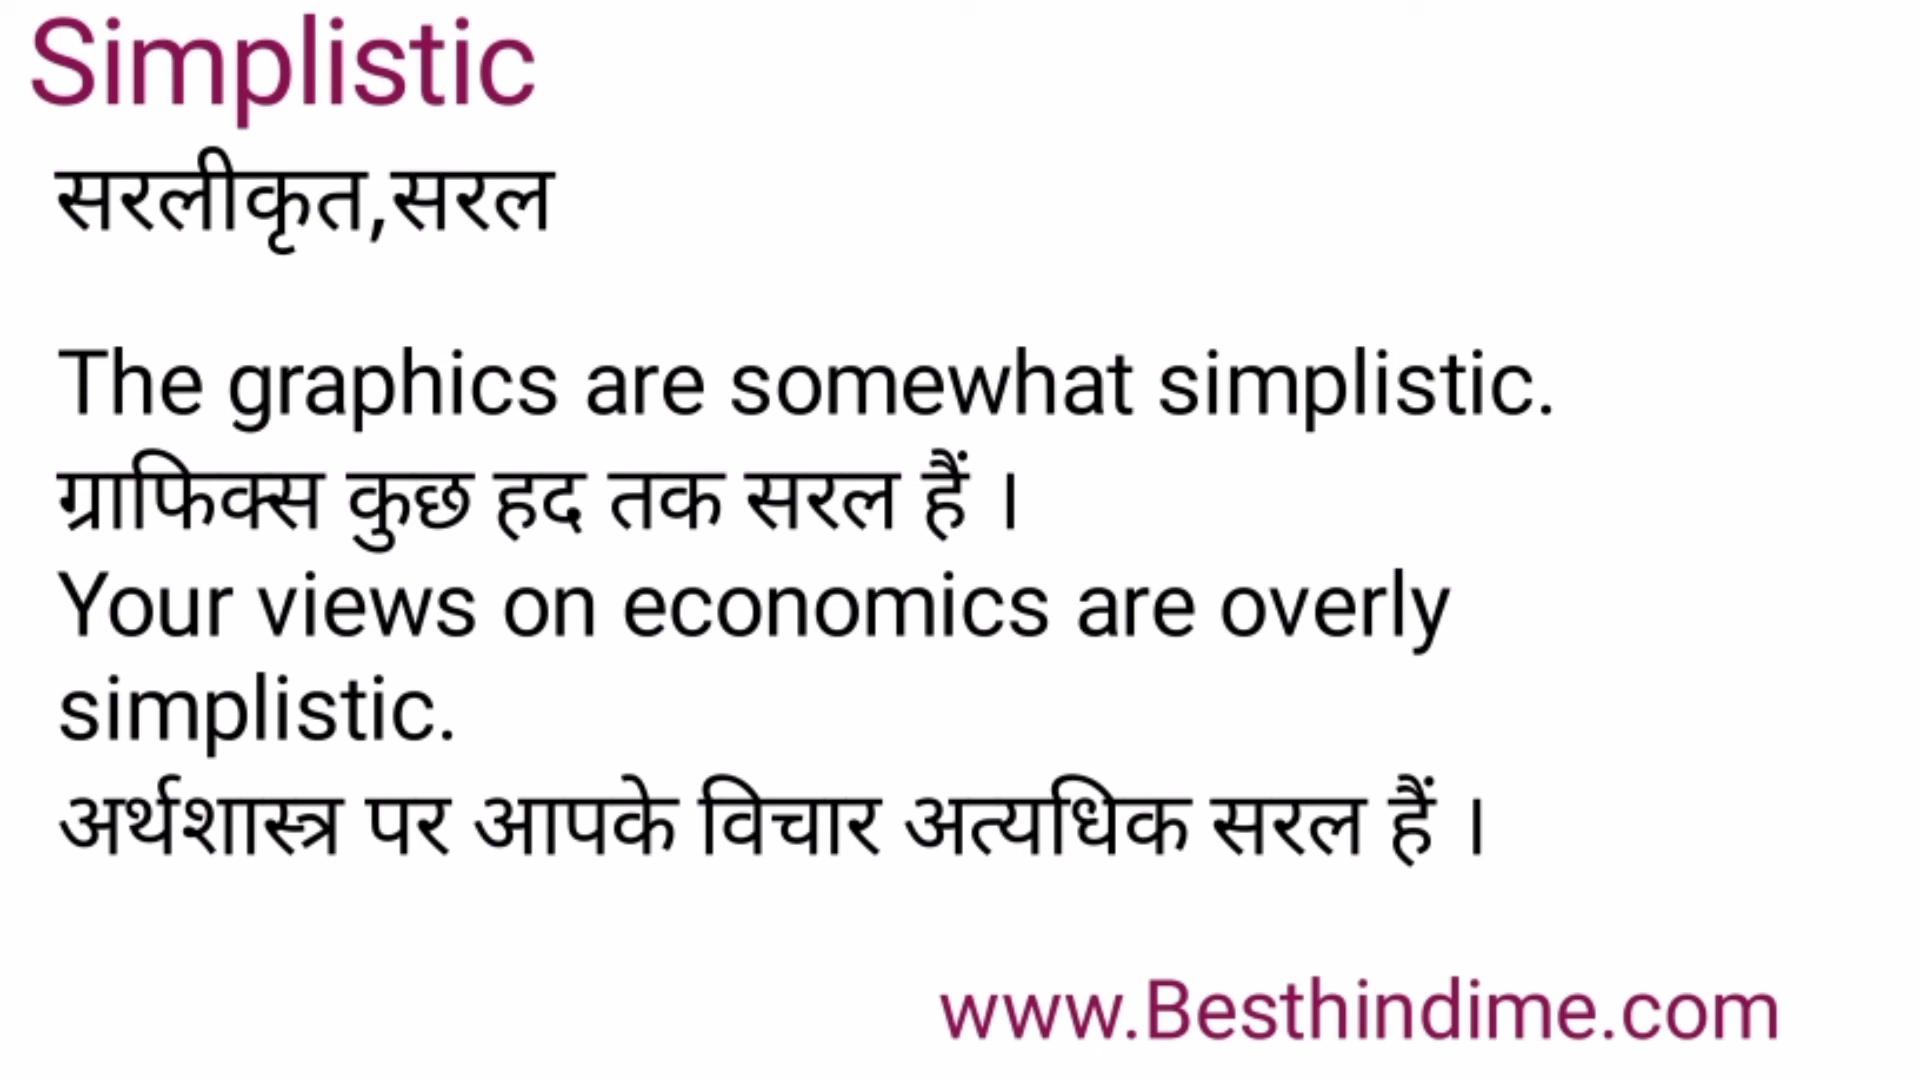 Simplistic
सरलीकृत,सरल
The graphics are somewhat simplistic.
ग्राफिक्स कुछ हद तक सरल हैं ।
Your views on economics are overly
simplistic.
अर्थशास्त्र पर आपके विचार अत्यधिक सरल हैं ।
www.Besthindime.com